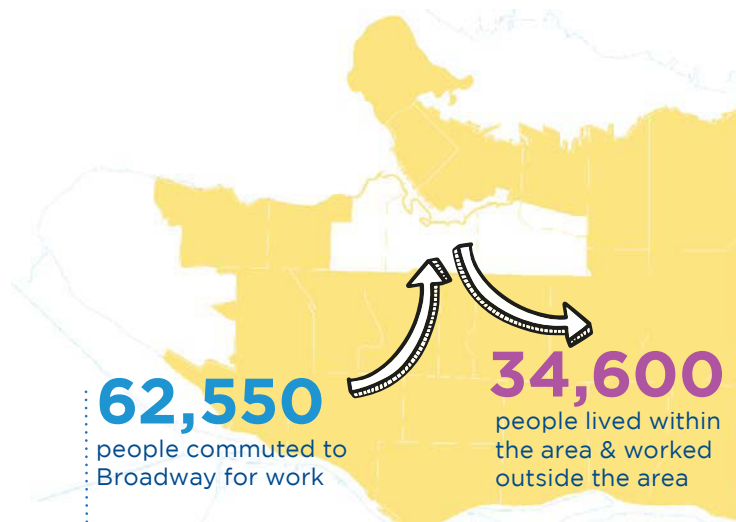 62,550
people commuted to
Broadway for work
34,600
people lived within
the area & worked
outside the area